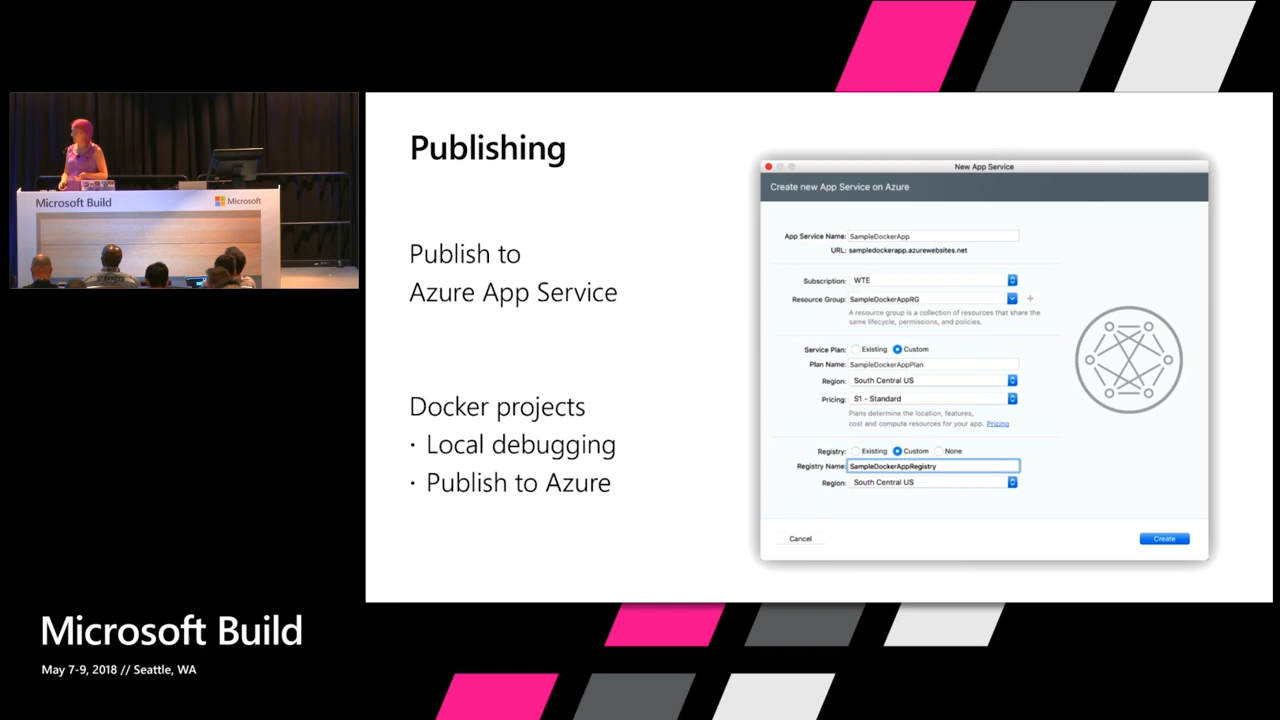 Microsoft Build
Microsoft
Publishing
Publish to
Azure App Service
Docker projects
· Local debugging
· Publish to Azure
New App Service
Create new App Service on Azure
App Service Name: SampleDockerApp
URL: sampledockerapp.azurewebsites.net
Subscription: WTE
Resource Group: SampleDockerAppRG
A resource group is a collection of resources that share the
same lifecycle, permissions, and policies.
Service Plan: Existing Custom
Plan Name: SampleDockerAppPlan
Region: South Central US
Pricing: S1 - Standard
Plans determine the location, features,
cost and compute resources for your app. Pricing
Registry: Existing Custom None
Registry Name: SampleDockerAppRegistry
Region: South Central US
Cancel
Create
Microsoft Build
May 7-9, 2018 // Seattle, WA